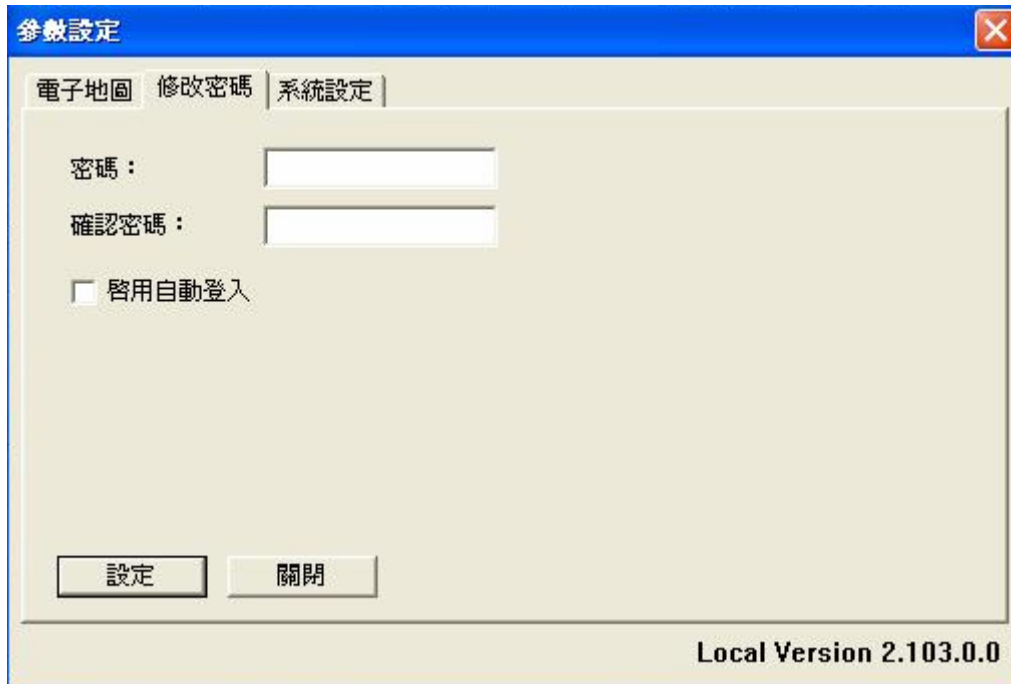 參數設定
電子地圖 修改密碼 系統設定
密碼：
確認密碼：
啓用自動登入
設定 關閉
Local Version 2.103.0.0